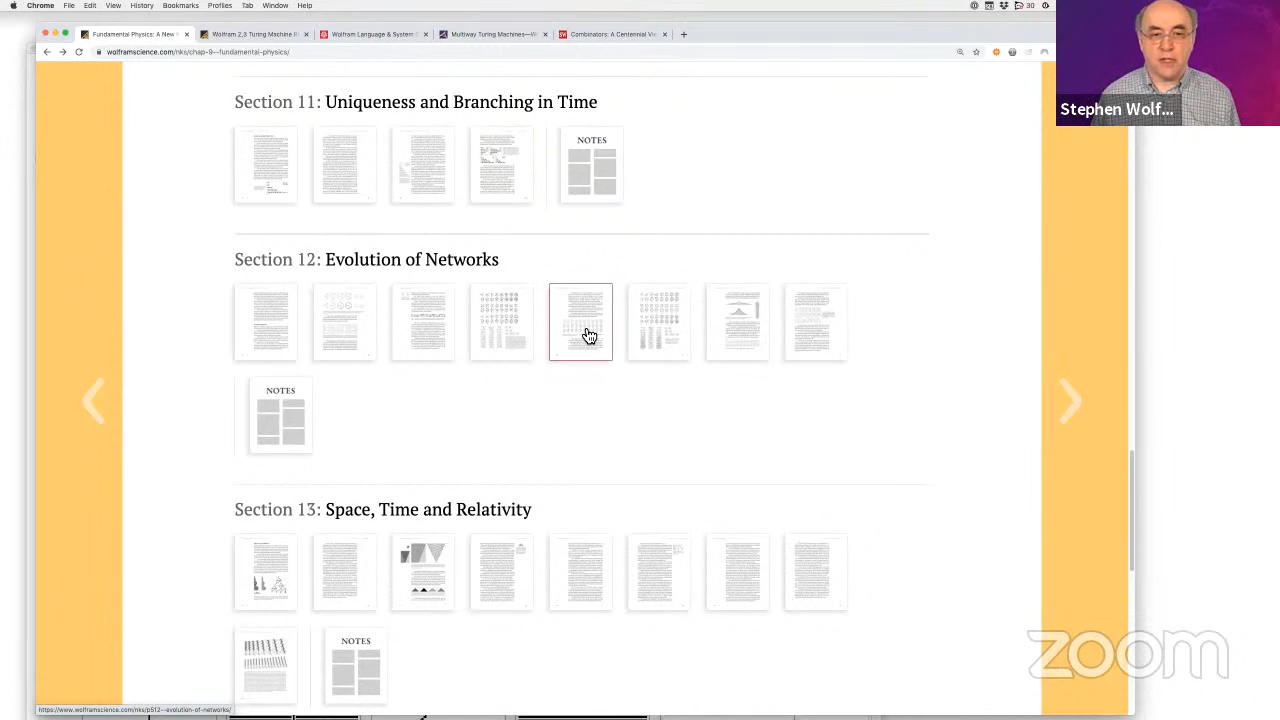 Chrome File Edit View History Bookmarks Profiles Tab Window Help 30
Fundamental Physics: A New Wolfram 2,3 Turing Machine R Wolfram Language & System Multiway Turing Machines—W Combinators: A Centennial Vie
wolframscience.com/nks/chap-9--fundamental-physics/
Stephen Wolf...
Section 11: Uniqueness and Branching in Time
NOTES
Section 12: Evolution of Networks
NOTES
Section 13: Space, Time and Relativity
NOTES
zoom
https://www.wolframscience.com/nks/p512--evolution-of-networks/